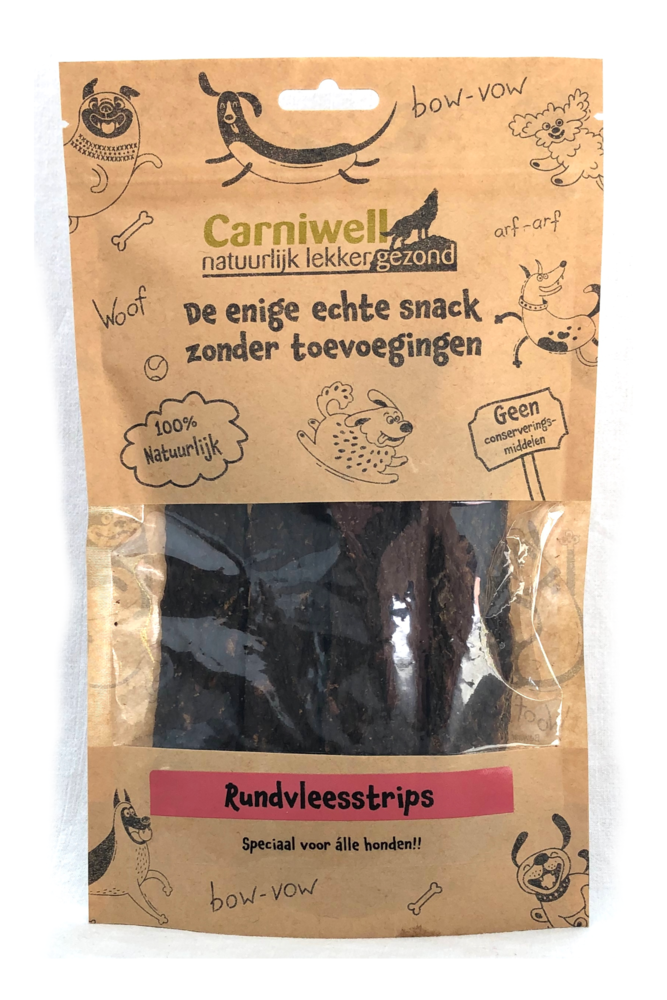 bow-vow
Carniwell
natuurlijk lekker gezond
arf-arf
Woof
De enige echte snack
zonder toevoegingen
100%
Natuurlijk
Geen
conserverings-
middelen
Rundvleesstrips
Speciaal voor álle honden!!
bow-vow